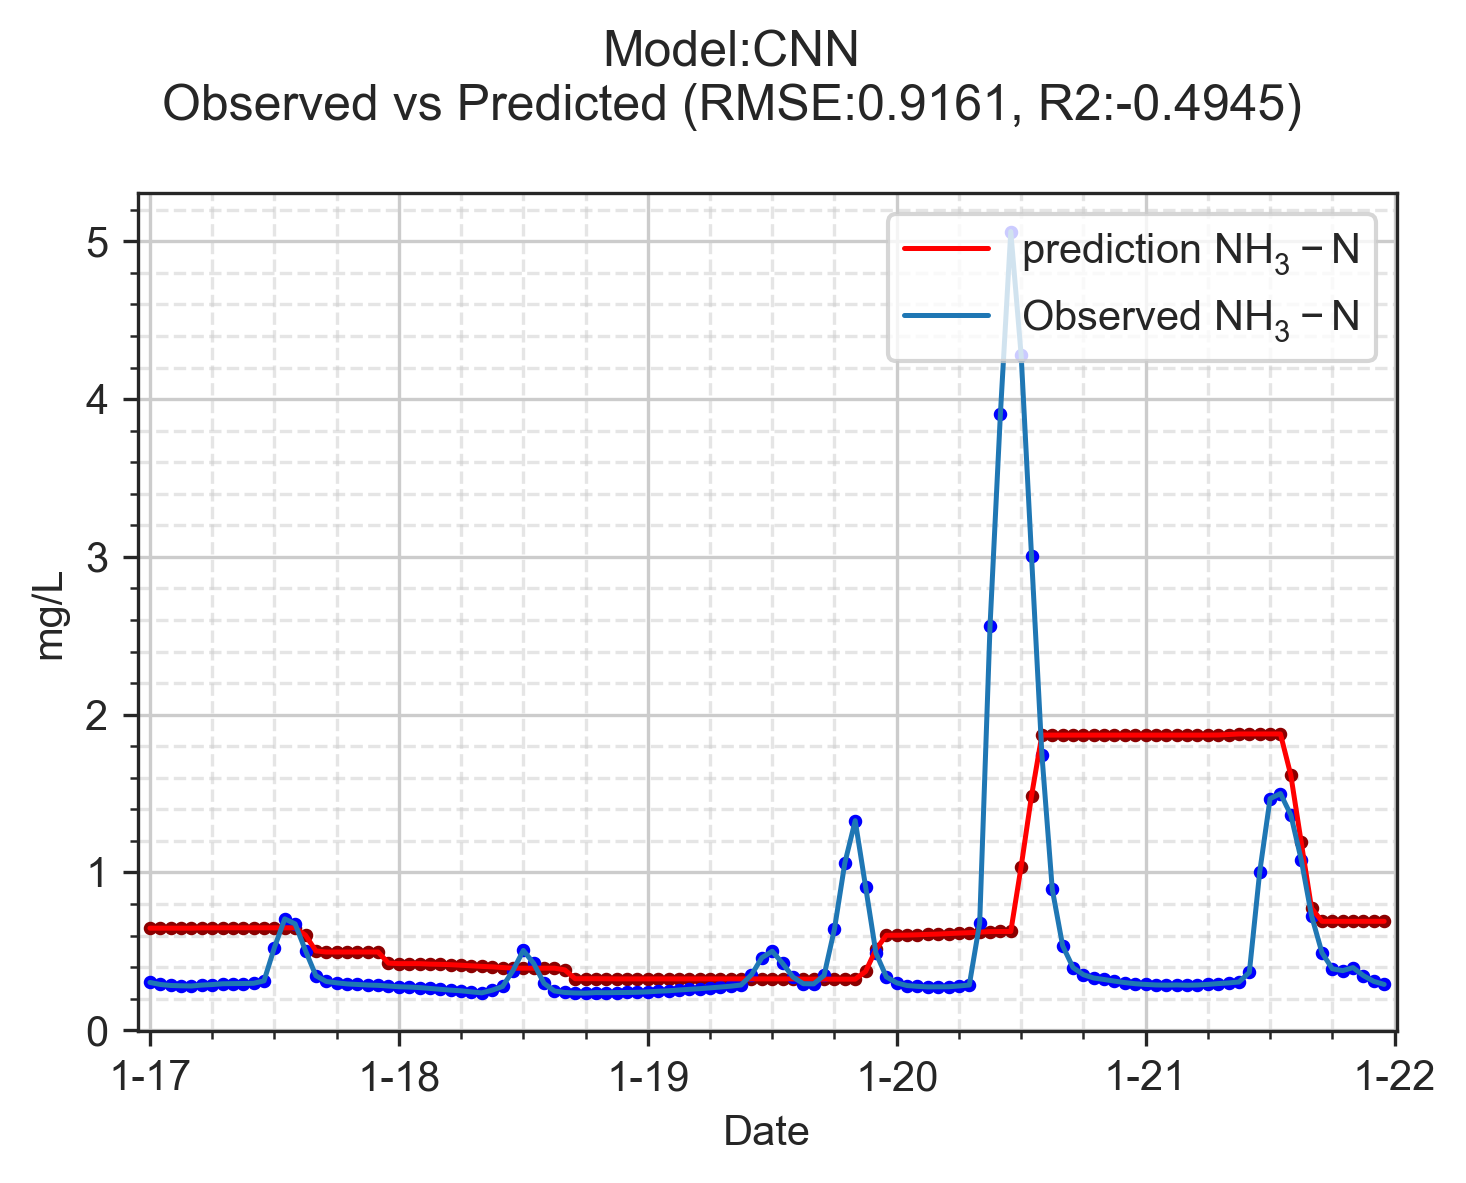 Model:CNN
Observed vs Predicted (RMSE:0.9161, R2:-0.4945)
prediction NH₃ − N
Observed NH₃ − N
mg/L
5
4
3
2
1
0
1-17 1-18 1-19 1-20 1-21 1-22
Date